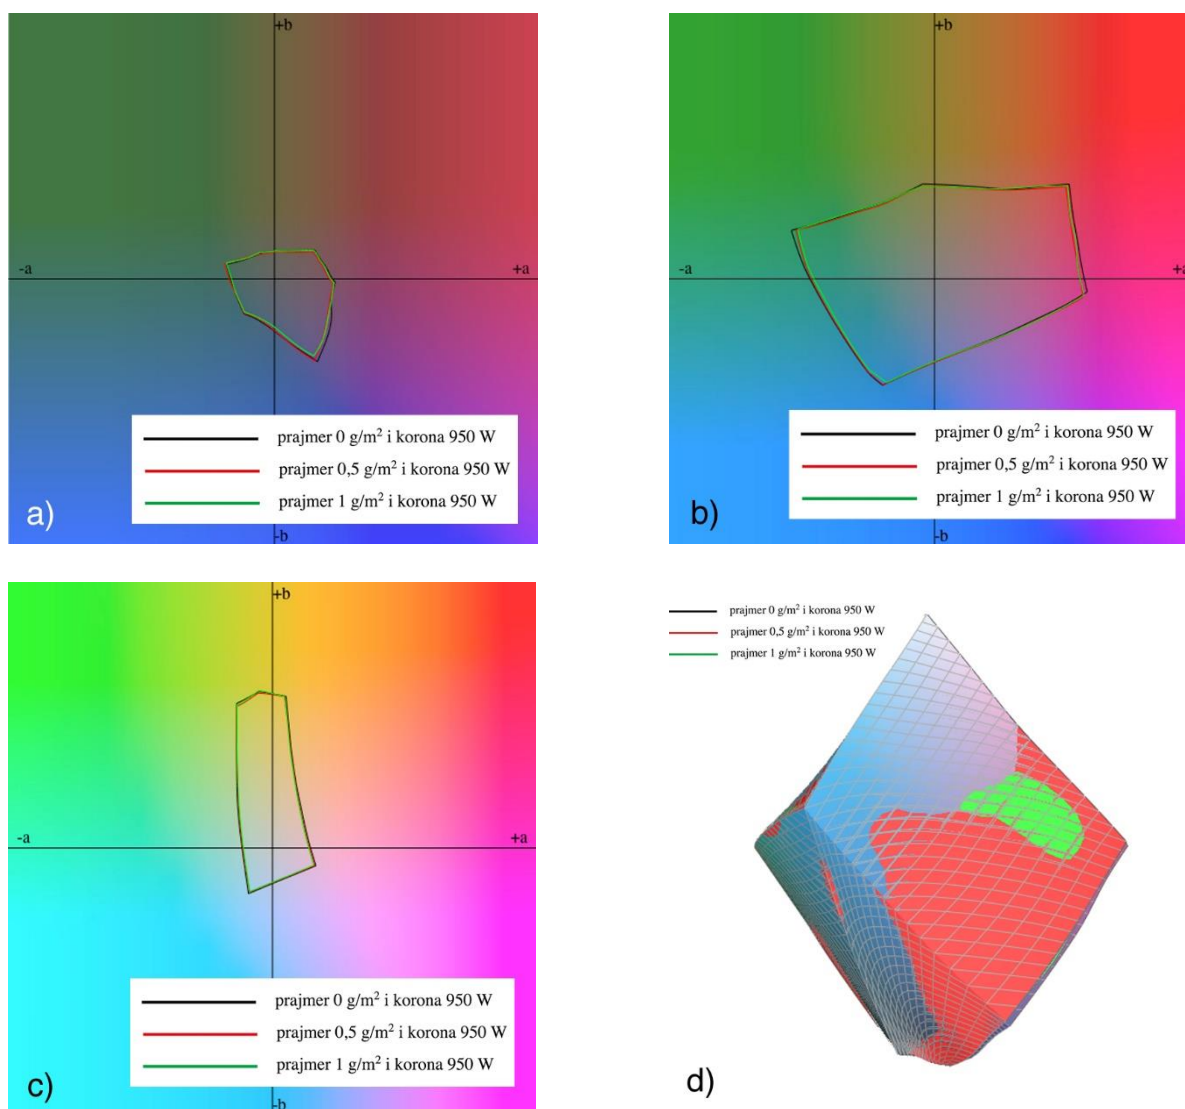 +b
-a
+a
prajmer 0 g/m² i korona 950 W
prajmer 0,5 g/m² i korona 950 W
prajmer 1 g/m² i korona 950 W
a)
-b
+b
-a
+a
prajmer 0 g/m² i korona 950 W
prajmer 0,5 g/m² i korona 950 W
prajmer 1 g/m² i korona 950 W
b)
-b
+b
-a
+a
prajmer 0 g/m² i korona 950 W
prajmer 0,5 g/m² i korona 950 W
prajmer 1 g/m² i korona 950 W
c)
-b
prajmer 0 g/m² i korona 950 W
prajmer 0,5 g/m² i korona 950 W
prajmer 1 g/m² i korona 950 W
d)